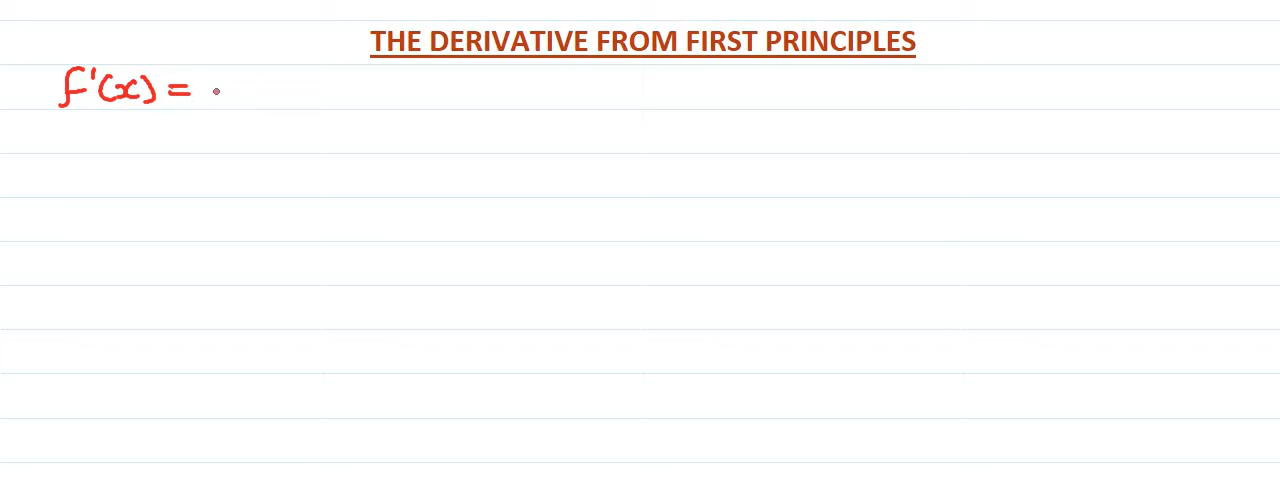 THE DERIVATIVE FROM FIRST PRINCIPLES
f'(x) =